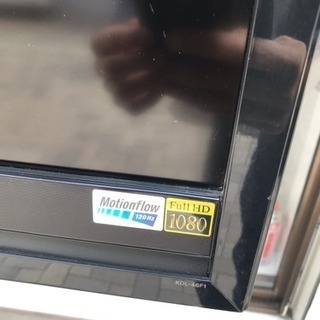 Motionflow
120Hz
Full HD
1080
KDL-46F1